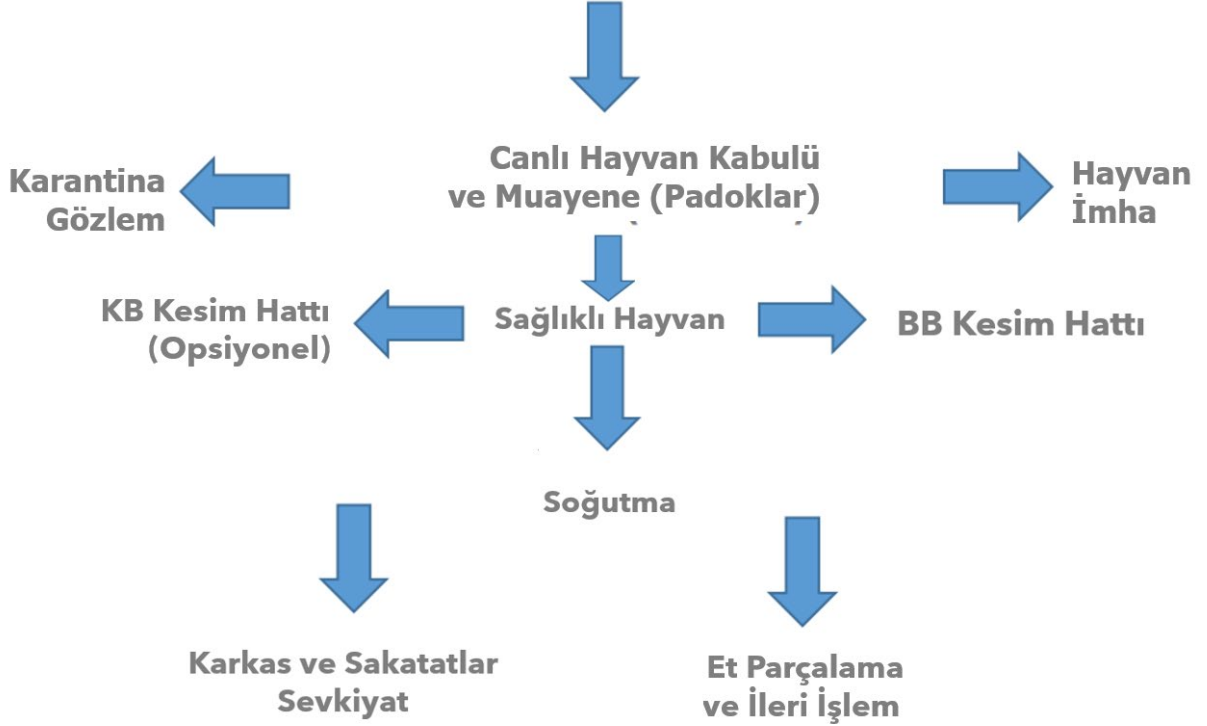 Canlı Hayvan Kabulü
ve Muayene (Padoklar)
Karantina
Gözlem
Hayvan
İmha
KB Kesim Hattı
(Opsiyonel)
Sağlıklı Hayvan
BB Kesim Hattı
Soğutma
Karkas ve Sakatatlar
Sevkiyat
Et Parçalama
ve İleri İşlem